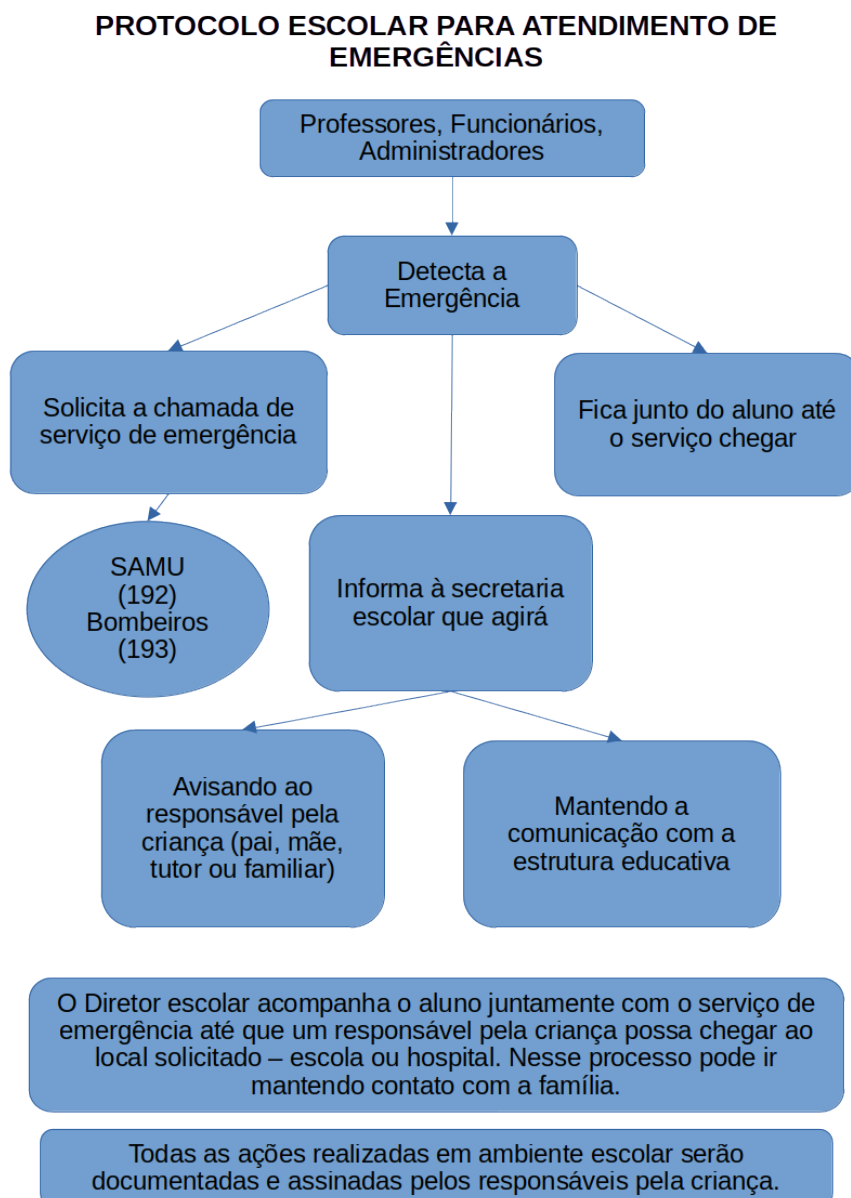 PROTOCOLO ESCOLAR PARA ATENDIMENTO DE
EMERGÊNCIAS
Professores, Funcionários,
Administradores
Detecta a
Emergência
Solicita a chamada de
serviço de emergência
Fica junto do aluno até
o serviço chegar
SAMU
(192)
Bombeiros
(193)
Informa à secretaria
escolar que agirá
Avisando ao
responsável pela
criança (pai, mãe,
tutor ou familiar)
Mantendo a
comunicação com a
estrutura educativa
O Diretor escolar acompanha o aluno juntamente com o serviço de
emergência até que um responsável pela criança possa chegar ao
local solicitado – escola ou hospital. Nesse processo pode ir
mantendo contato com a família.
Todas as ações realizadas em ambiente escolar serão
documentadas e assinadas pelos responsáveis pela criança.